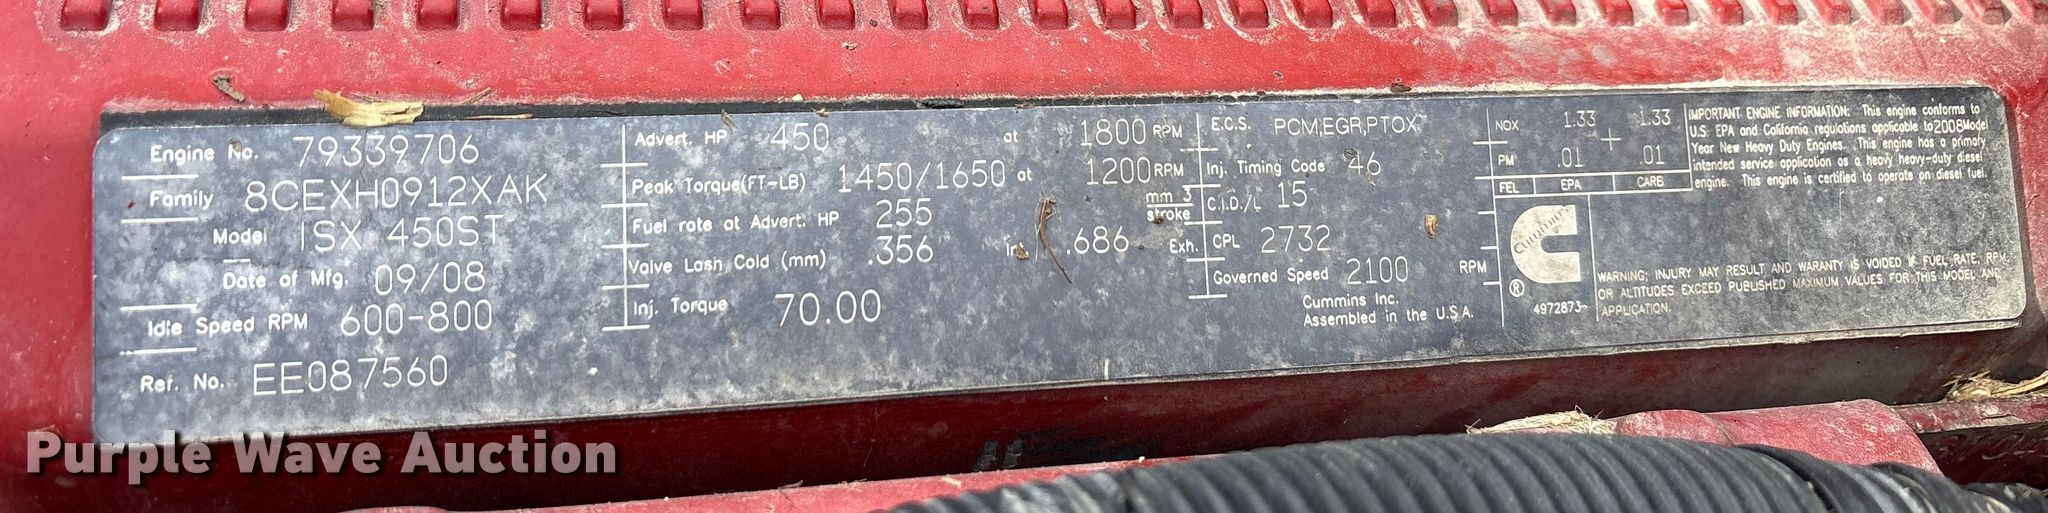 Engine No. 79339706
Family 8CEXH0912XAK
Model ISX 450ST
Date of Mfg. 09/08
Idle Speed RPM 600-800
Ref. No. EE087560
Advert. HP 450 at 1800 RPM
Peak Torque(FT-LB) 1450/1650 at 1200 RPM
Fuel rate at Advert. HP 255 mm 3 stroke
Valve Lash Cold (mm) .356 Int. .686 Exh.
Inj. Torque 70.00
E.C.S. PCM,EGR,PTOX
Inj. Timing Code 46
C.I.D./L 15
CPL 2732
Governed Speed 2100 RPM
Cummins Inc.
Assembled in the U.S.A.
NOX 1.33 + 1.33
PM .01 .01
FEL EPA CARB
Cummins
®
4972873-
IMPORTANT ENGINE INFORMATION: This engine conforms to
U.S. EPA and California regulations applicable to 2008 Model
Year New Heavy Duty Engines. This engine has a primary
intended service application as a heavy heavy-duty diesel
engine. This engine is certified to operate on diesel fuel.
WARNING: INJURY MAY RESULT AND WARANTY IS VOIDED IF FUEL RATE, RPM,
OR ALTITUDES EXCEED PUBLISHED MAXIMUM VALUES FOR THIS MODEL AND
APPLICATION.
Purple Wave Auction